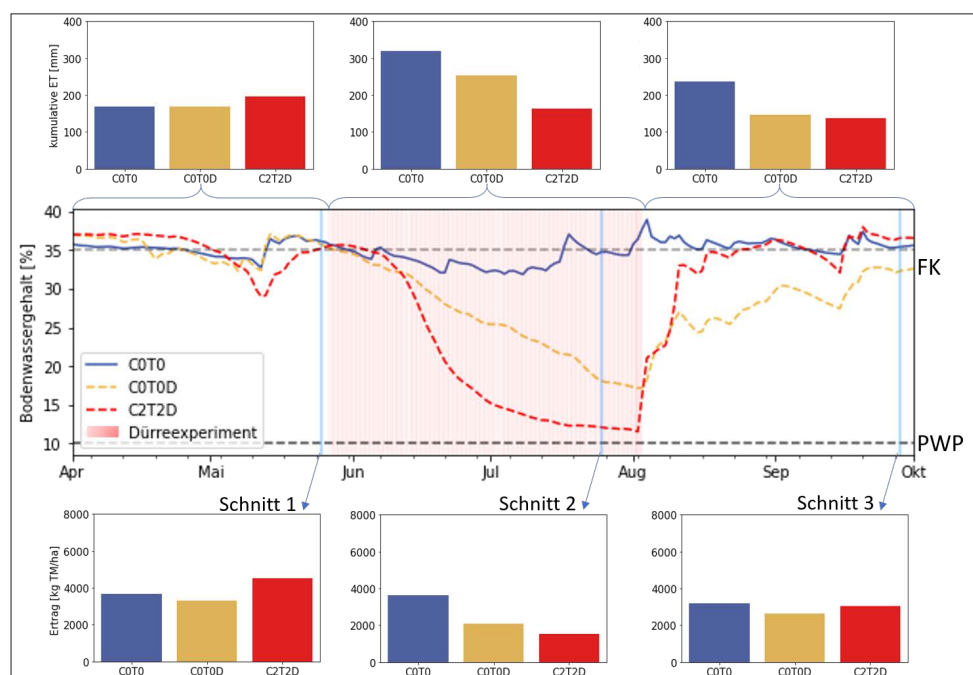 400
300
200
100
0
kumulative ET [mm]
C0T0
C0T0D
C2T2D
400
300
200
100
0
C0T0
C0T0D
C2T2D
400
300
200
100
0
C0T0
C0T0D
C2T2D
40
35
30
25
20
15
10
Bodenwassergehalt [%]
FK
PWP
C0T0
C0T0D
C2T2D
Dürreexperiment
Apr
Mai
Jun
Jul
Aug
Sep
Okt
Schnitt 1
Schnitt 2
Schnitt 3
8000
6000
4000
2000
0
Ertrag [kg TM/ha]
C0T0
C0T0D
C2T2D
8000
6000
4000
2000
0
C0T0
C0T0D
C2T2D
8000
6000
4000
2000
0
C0T0
C0T0D
C2T2D